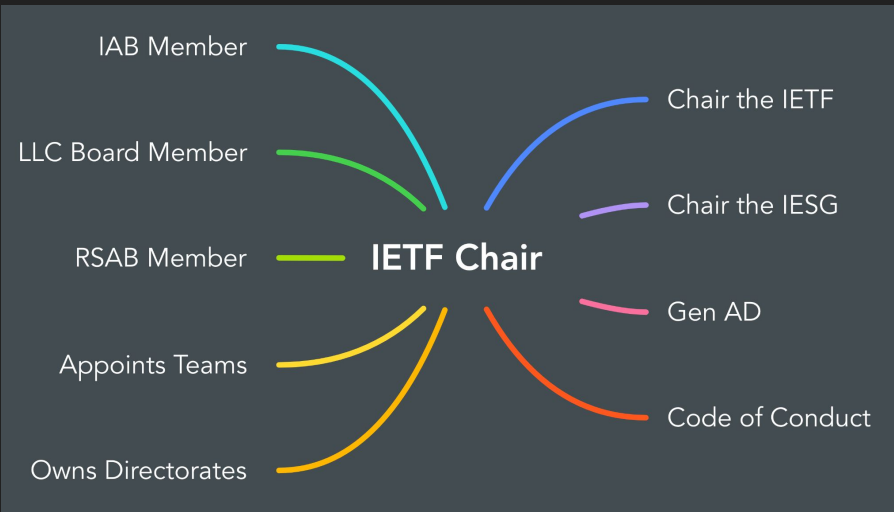 IAB Member
LLC Board Member
RSAB Member
Appoints Teams
Owns Directorates
IETF Chair
Chair the IETF
Chair the IESG
Gen AD
Code of Conduct